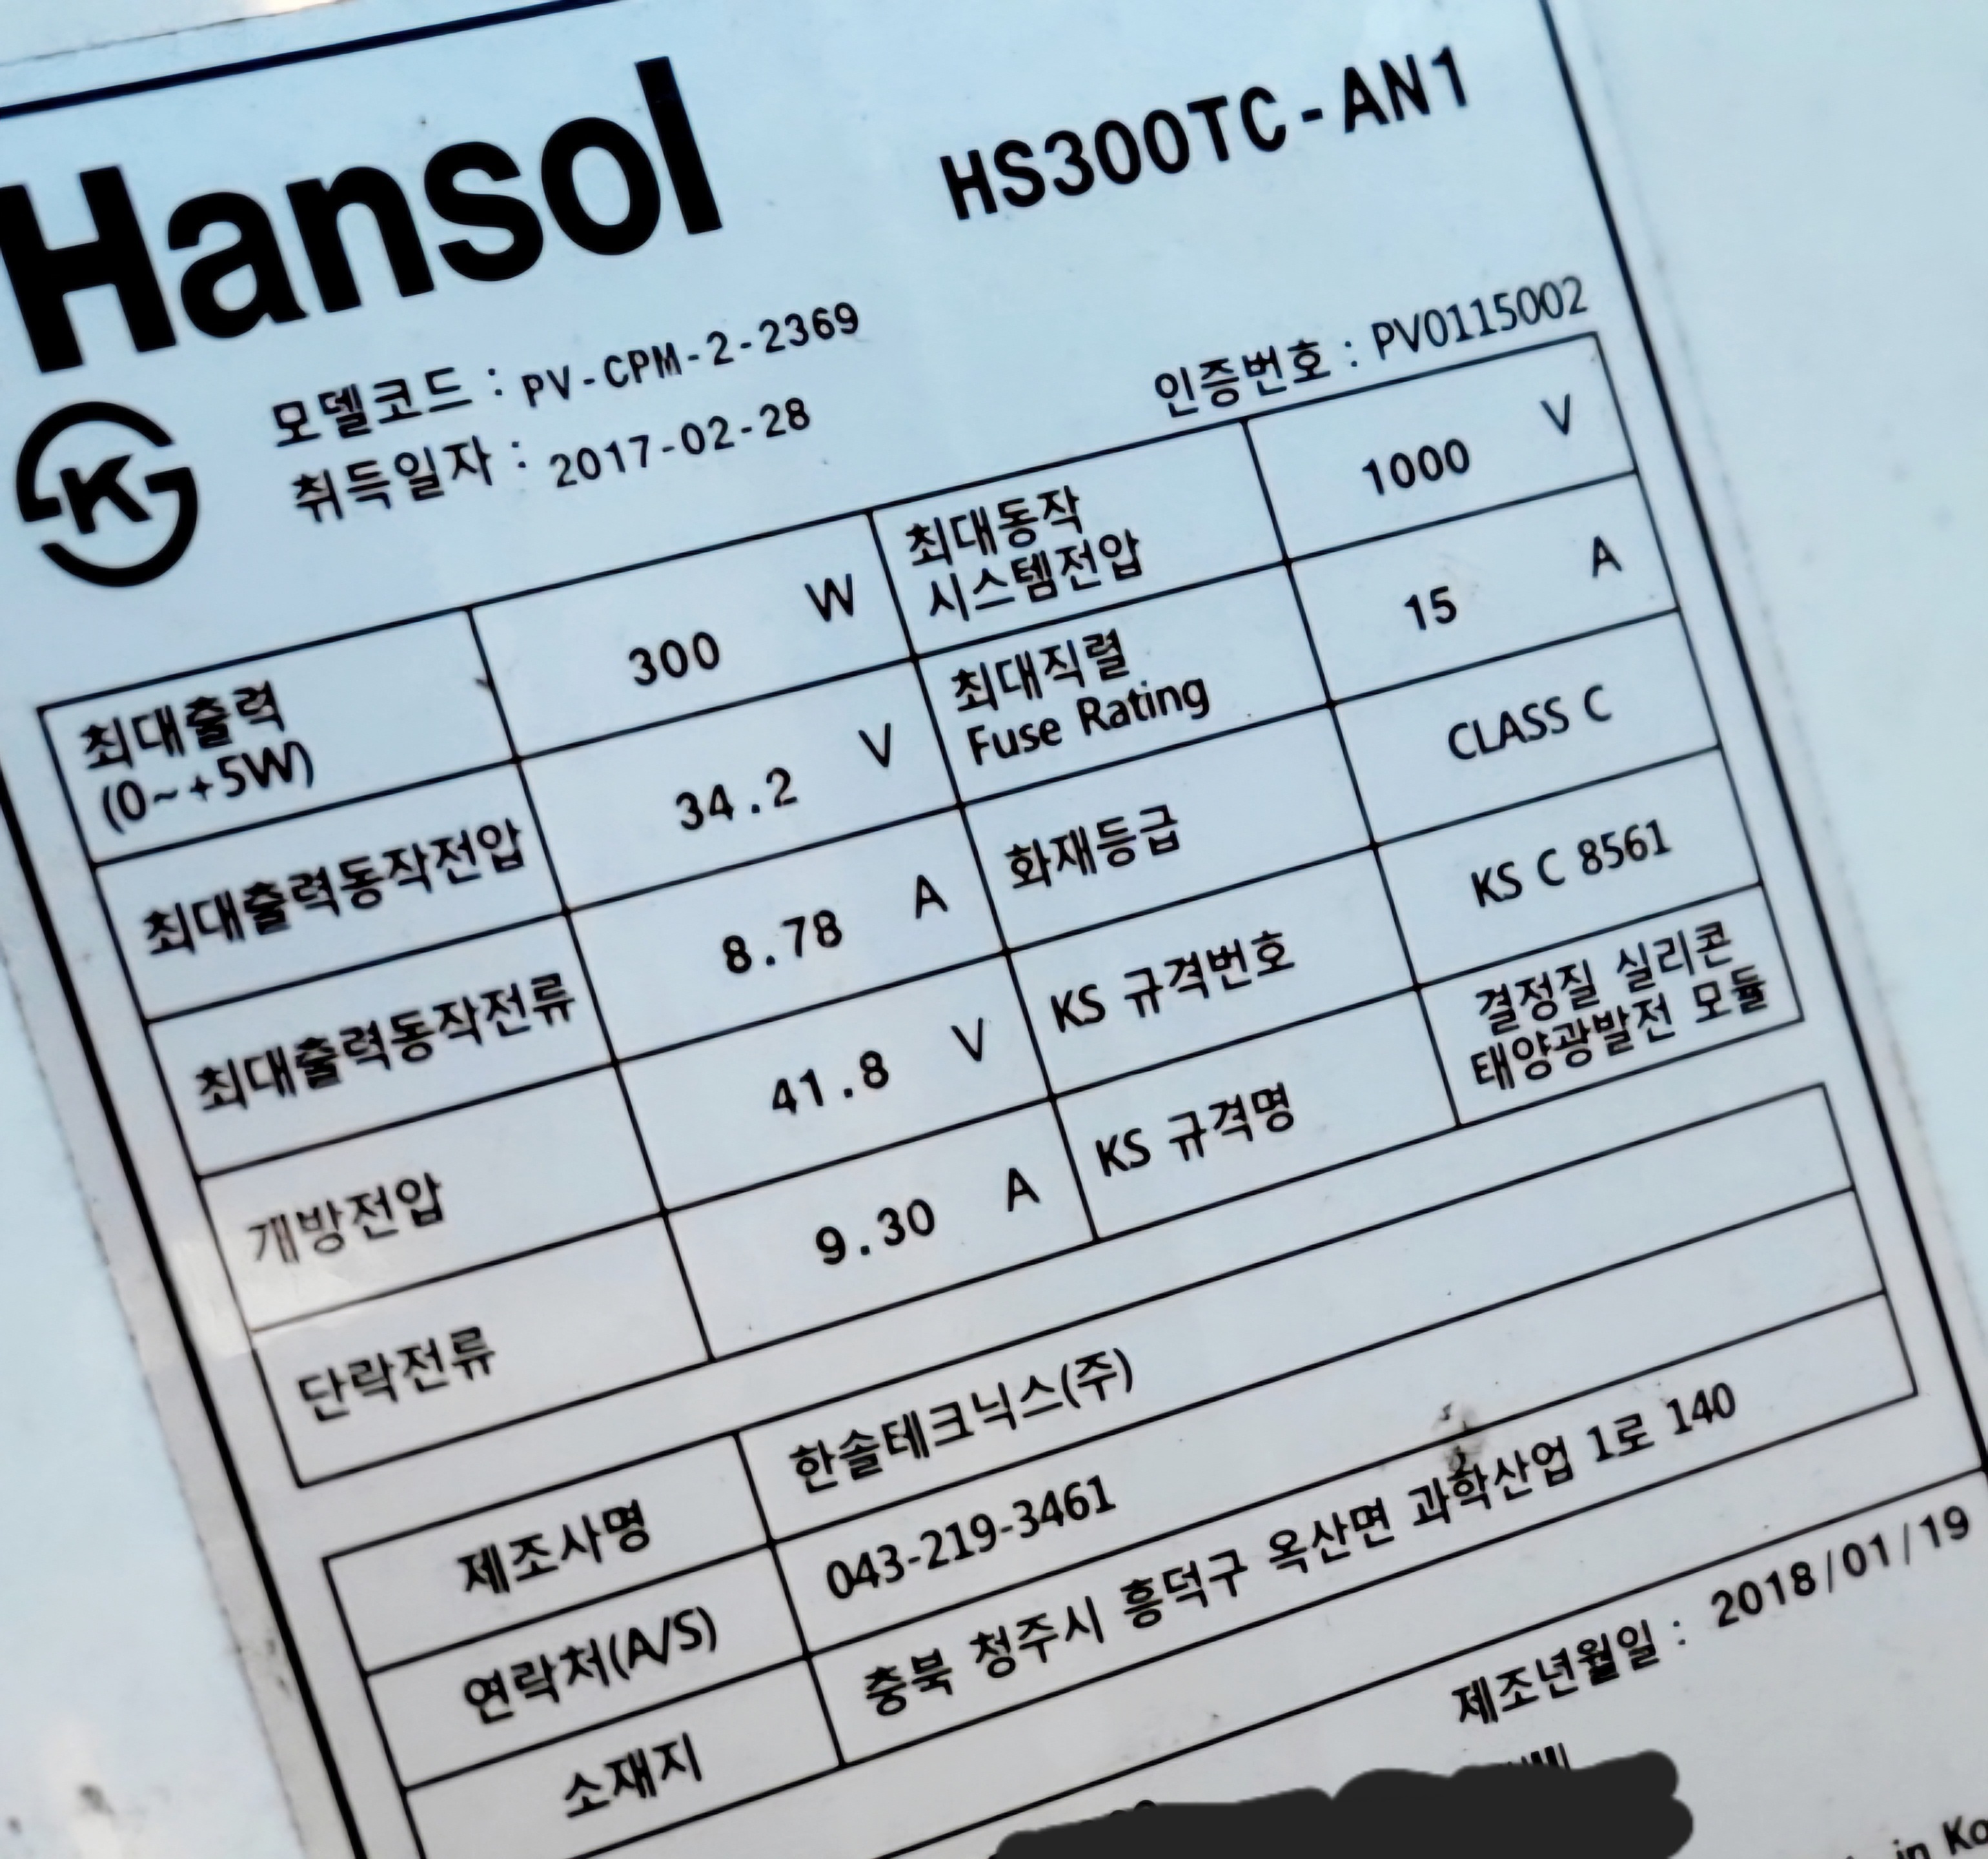 Hansol
HS300TC-AN1
모델코드 : PV-CPM-2-2369
취득일자 : 2017-02-28
인증번호 : PV0115002
최대출력
(0~+5W)
300 W
최대동작
시스템전압
1000 V
최대출력동작전압
34.2 V
최대직렬
Fuse Rating
15 A
최대출력동작전류
8.78 A
화재등급
CLASS C
개방전압
41.8 V
KS 규격번호
KS C 8561
단락전류
9.30 A
KS 규격명
결정질 실리콘
태양광발전 모듈
제조사명
한솔테크닉스(주)
연락처(A/S)
043-219-3461
소재지
충북 청주시 흥덕구 옥산면 과학산업 1로 140
제조년월일 : 2018/01/19
in